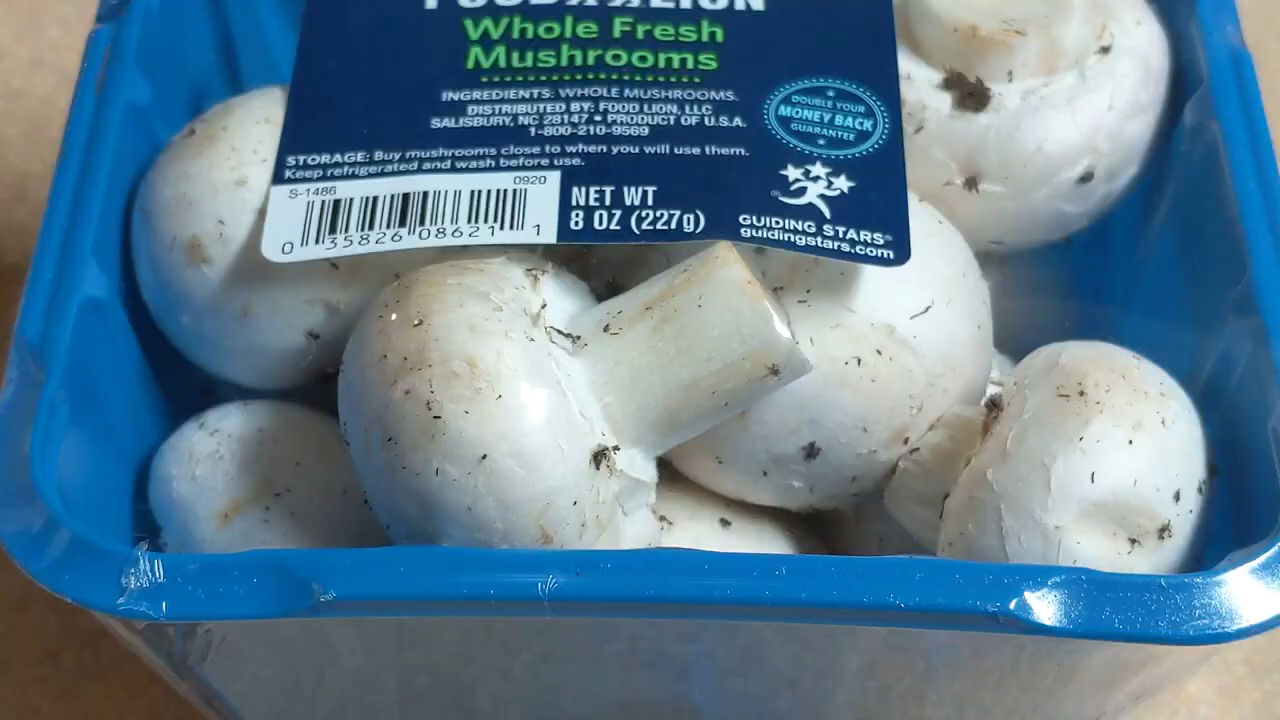 FOOD LION
Whole Fresh
Mushrooms
INGREDIENTS: WHOLE MUSHROOMS.
DISTRIBUTED BY: FOOD LION, LLC
SALISBURY, NC 28147 • PRODUCT OF U.S.A.
1-800-210-9569
DOUBLE YOUR
MONEY BACK
GUARANTEE
STORAGE: Buy mushrooms close to when you will use them.
Keep refrigerated and wash before use.
S-1486 0920
0 35826 08621 1
NET WT
8 OZ (227g)
GUIDING STARS®
guidingstars.com